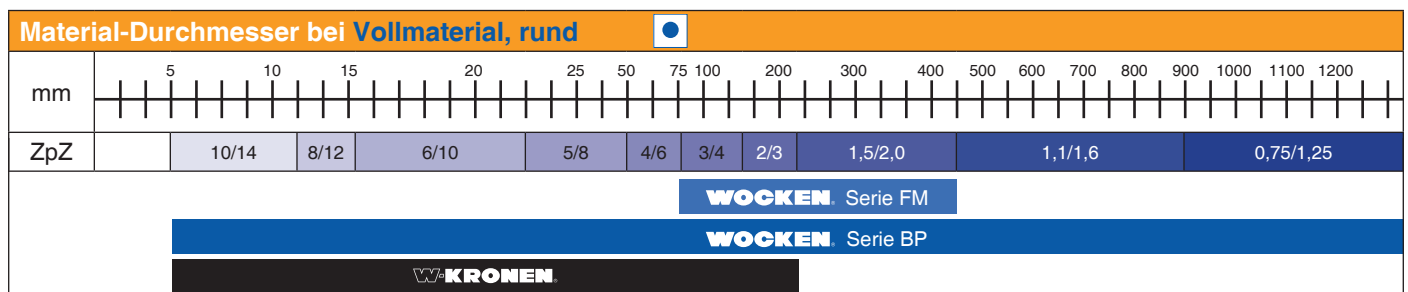 Material-Durchmesser bei Vollmaterial, rund
mm 5 10 15 20 25 50 75 100 200 300 400 500 600 700 800 900 1000 1100 1200
ZpZ 10/14 8/12 6/10 5/8 4/6 3/4 2/3 1,5/2,0 1,1/1,6 0,75/1,25
WOCKEN® Serie FM
WOCKEN® Serie BP
W-KRONEN®